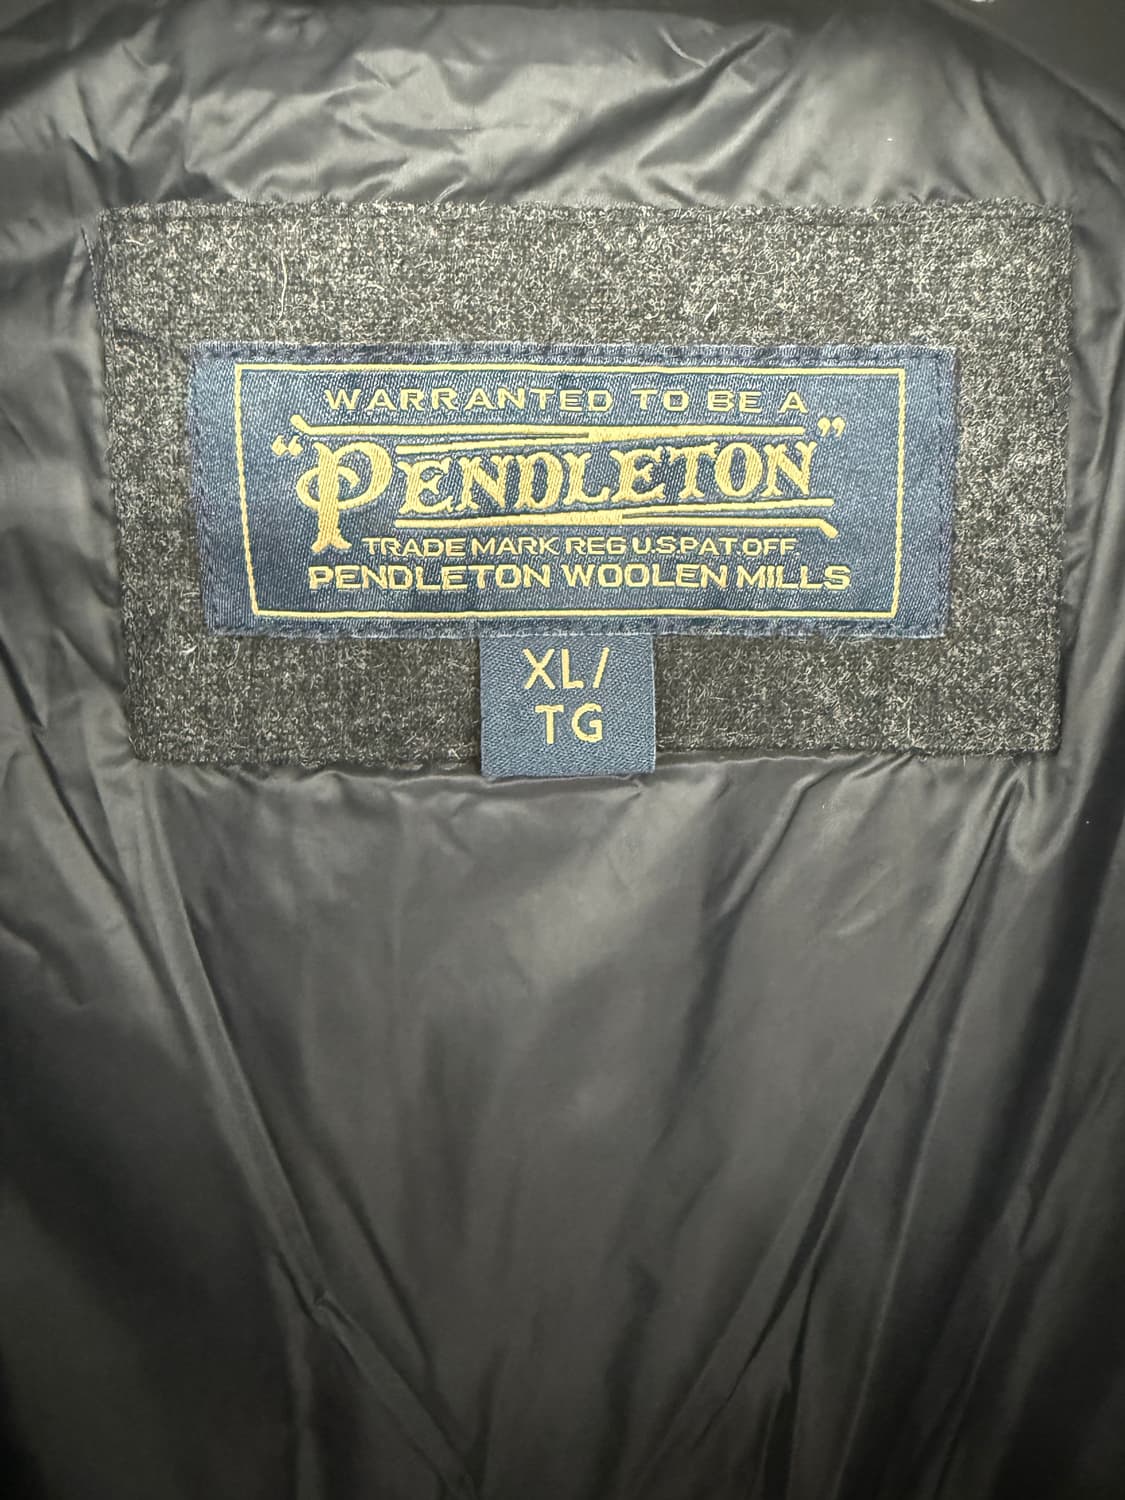 WARRANTED TO BE A
"PENDLETON"
TRADE MARK REG U.S.PAT.OFF.
PENDLETON WOOLEN MILLS
XL/
TG